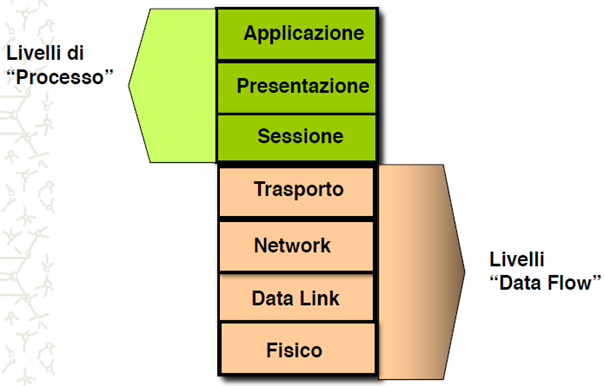 Livelli di
“Processo”
Applicazione
Presentazione
Sessione
Trasporto
Network
Data Link
Fisico
Livelli
“Data Flow”